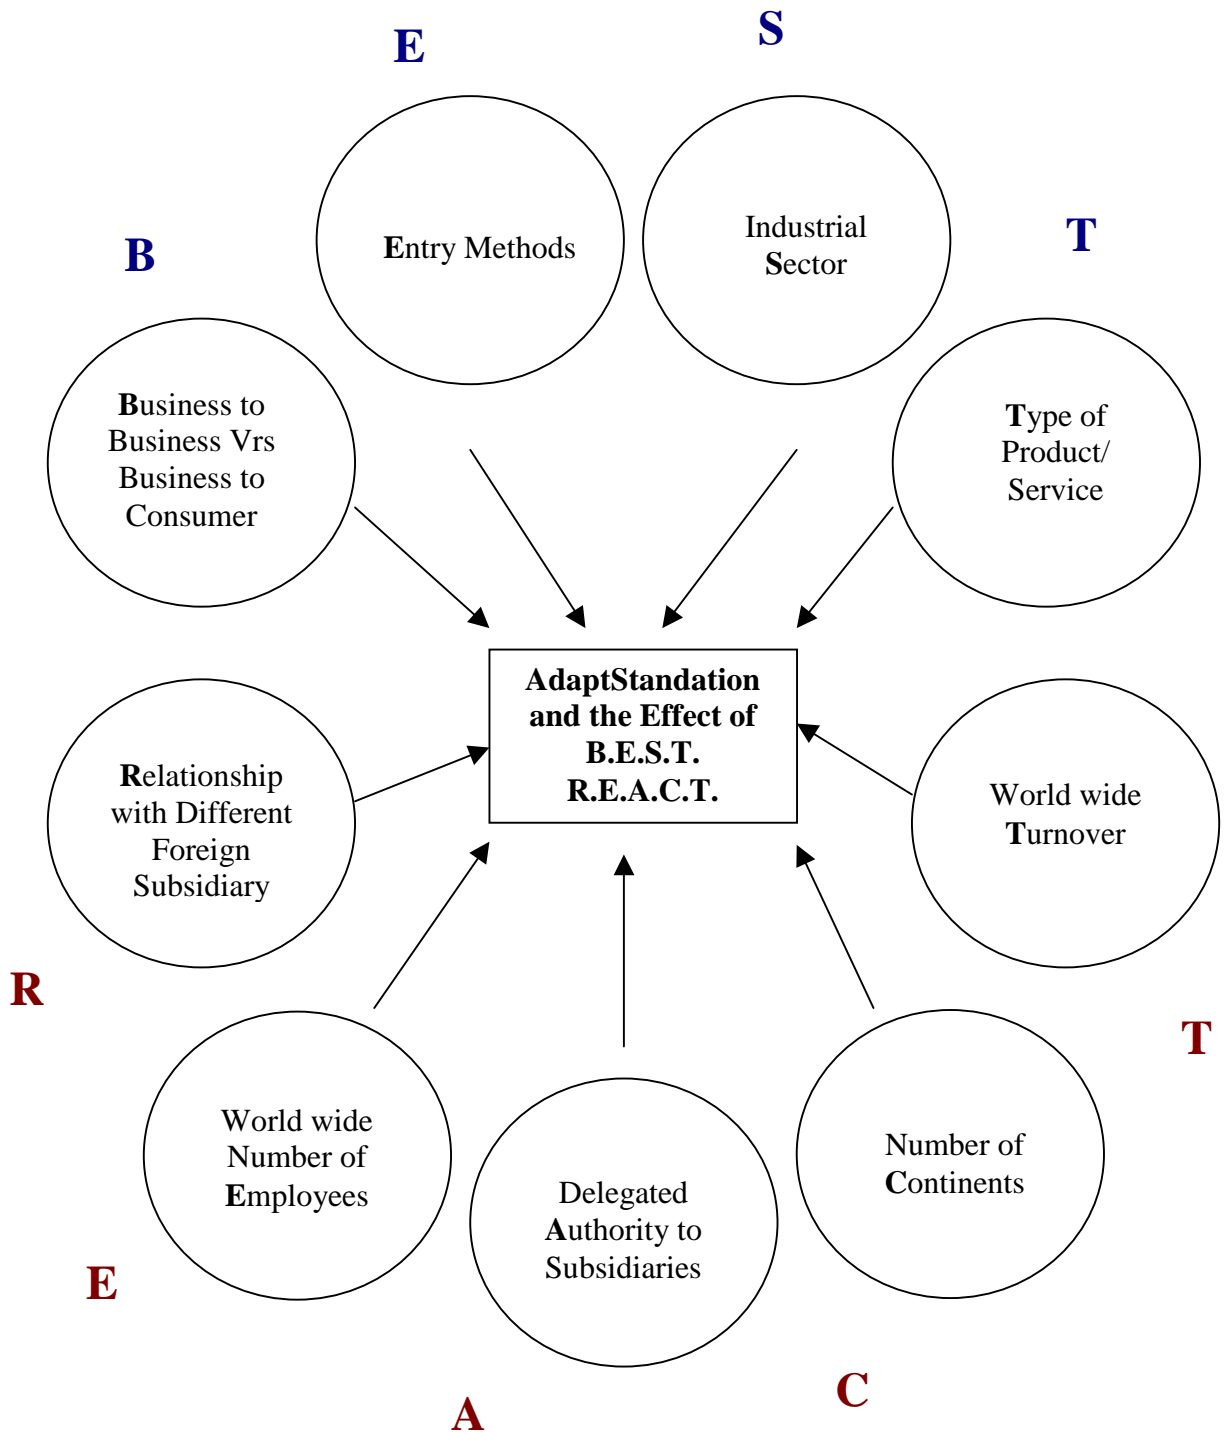 S
E
Entry Methods
Industrial
Sector
B
T
Business to
Business Vrs
Business to
Consumer
Type of
Product/
Service
AdaptStandation
and the Effect of
B.E.S.T.
R.E.A.C.T.
Relationship
with Different
Foreign
Subsidiary
World wide
Turnover
R
T
World wide
Number of
Employees
Delegated
Authority to
Subsidiaries
Number of
Continents
E
A
C